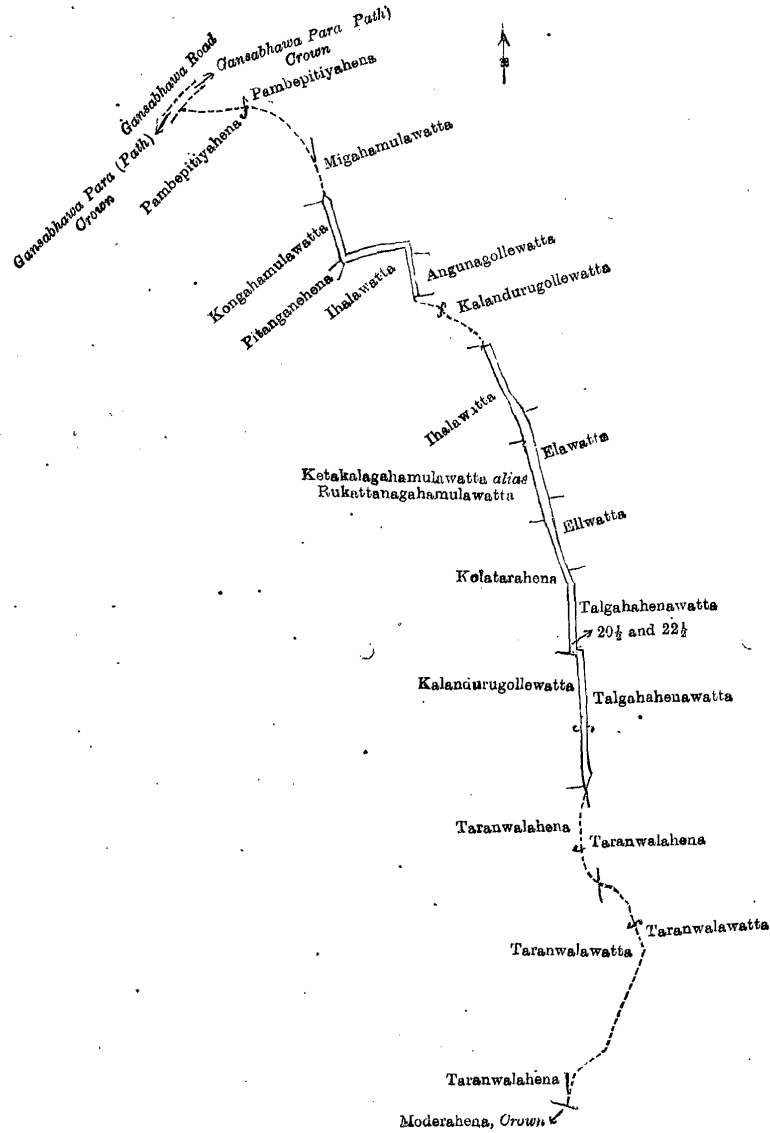 Gansabhawa Road
Gansabhawa Para Path)
Crown
Pambepitiyahena
Gansabhawa Para (Path)
Crown
Pambepitiyahena
Migahamulawatta
Kongahamulawatta
Pitanganehena
Ihalawatta
Angunagollewatta
Kalandurugollewatta
Ihalawatta
Elawatta
Ketakalagahamulawatta alias
Rukattanagahamulawatta
Ellwatta
Kolatarahena
Talgahahenawatta
20½ and 22½
Kalandurugollewatta
Talgahahenawatta
Taranwalahena
Taranwalahena
Taranwalawatta
Taranwalawatta
Taranwalahena
Moderahena, Crown